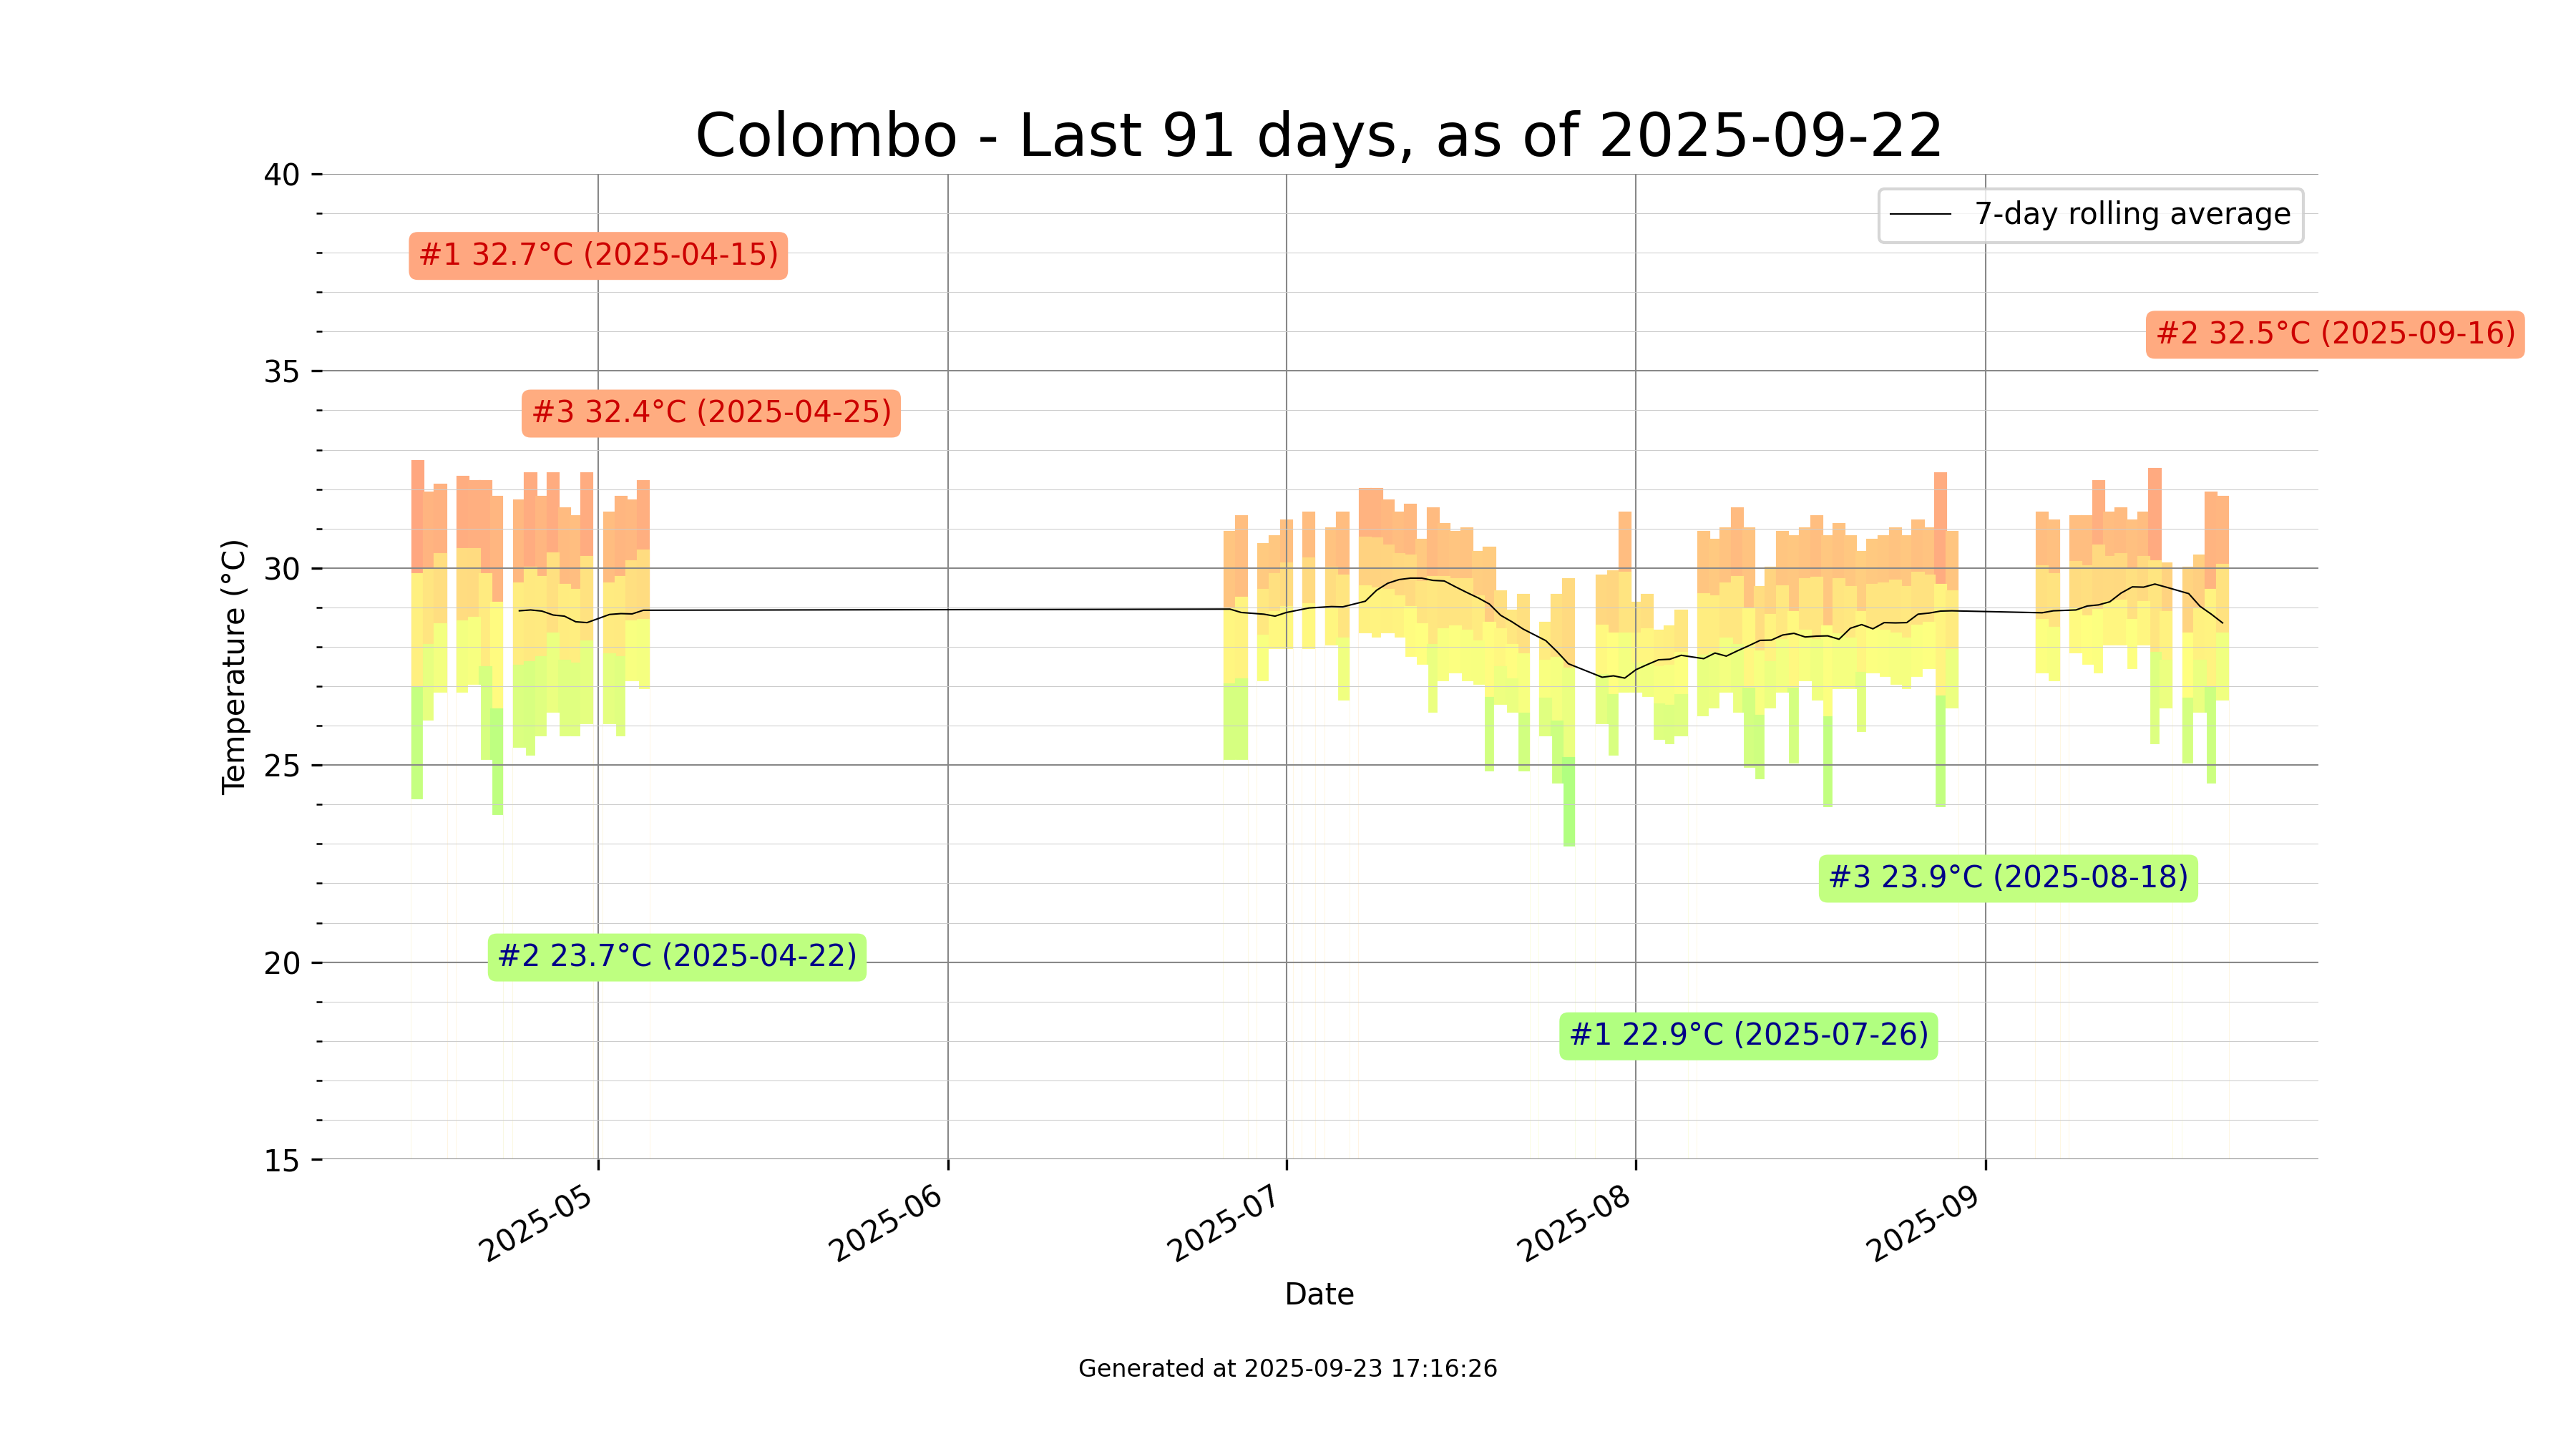 Colombo - Last 91 days, as of 2025-09-22
7-day rolling average
#1 32.7°C (2025-04-15)
#2 32.5°C (2025-09-16)
#3 32.4°C (2025-04-25)
#3 23.9°C (2025-08-18)
#2 23.7°C (2025-04-22)
#1 22.9°C (2025-07-26)
Temperature (°C)
40
35
30
25
20
15
2025-05
2025-06
2025-07
2025-08
2025-09
Date
Generated at 2025-09-23 17:16:26